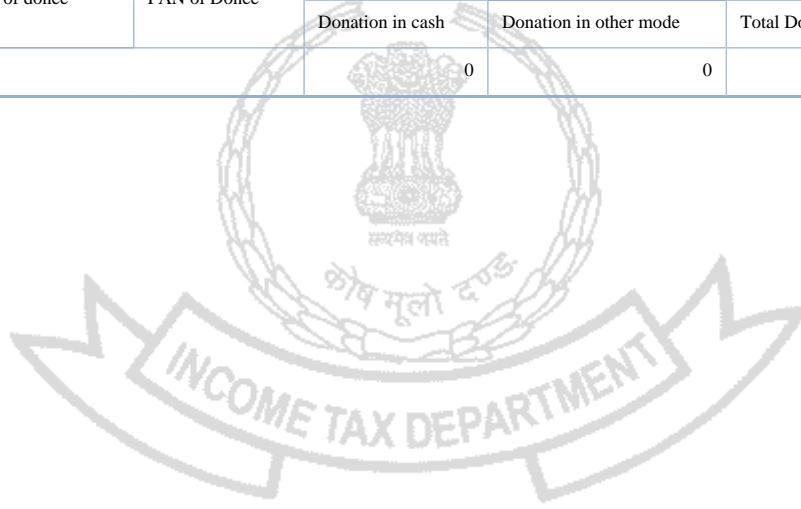 of donee
PAN of Donee
Donation in cash
Donation in other mode
Total Do
0
0
सत्यमेव जयते
कोष मूलो दण्डः
INCOME TAX DEPARTMENT